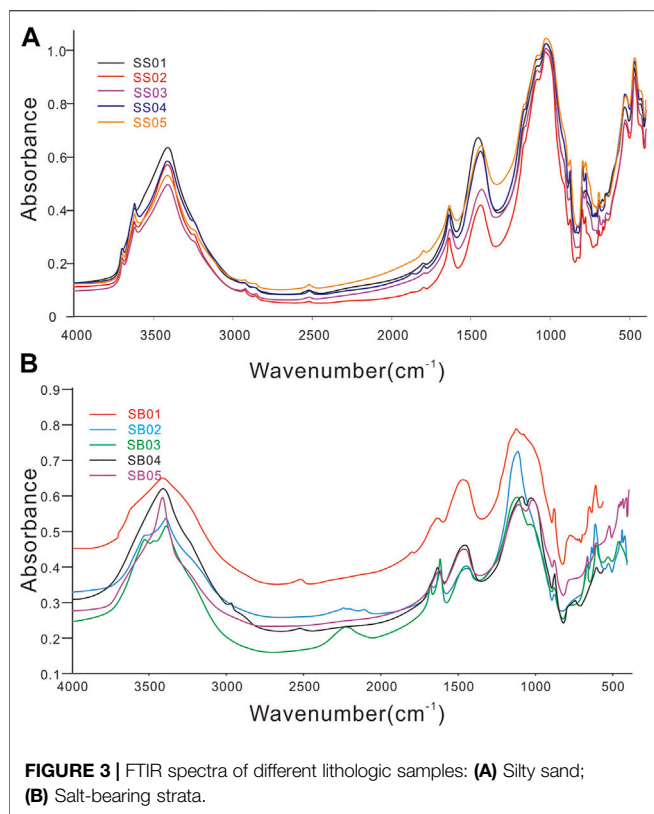 A
1.0
0.8
0.6
0.4
0.2
0
Absorbance
SS01
SS02
SS03
SS04
SS05
4000 3500 3000 2500 2000 1500 1000 500
Wavenumber(cm⁻¹)
B
0.9
0.8
0.7
0.6
0.5
0.4
0.3
0.2
0.1
Absorbance
SB01
SB02
SB03
SB04
SB05
4000 3500 3000 2500 2000 1500 1000 500
Wavenumber(cm⁻¹)
FIGURE 3 | FTIR spectra of different lithologic samples: (A) Silty sand;
(B) Salt-bearing strata.